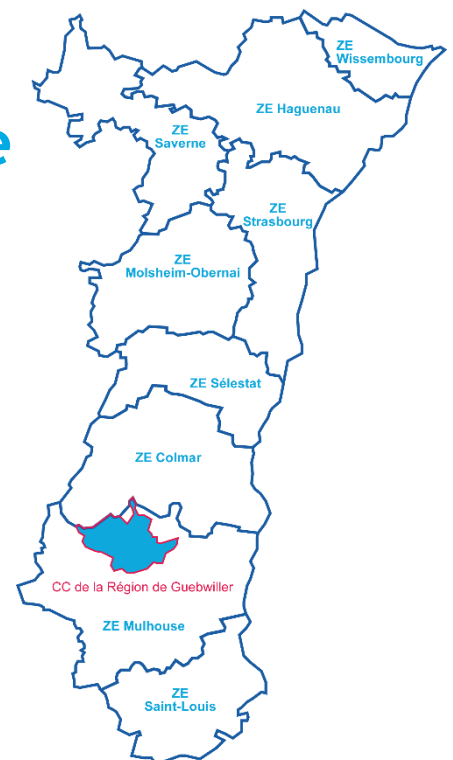 ZE
Wissembourg
ZE Haguenau
e
ZE
Saverne
ZE
Strasbourg
ZE
Molsheim-Obernai
ZE Sélestat
ZE Colmar
CC de la Région de Guebwiller
ZE Mulhouse
ZE
Saint-Louis